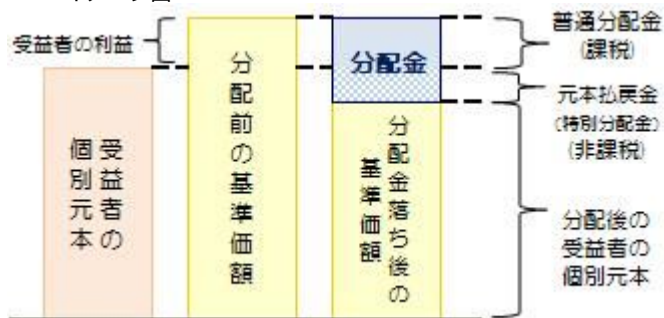 受益者の利益
受益者の
個別元本
分配前の基準価額
分配金
分配金落ち後の
基準価額
普通分配金
(課税)
元本払戻金
(特別分配金)
(非課税)
分配後の
受益者の
個別元本